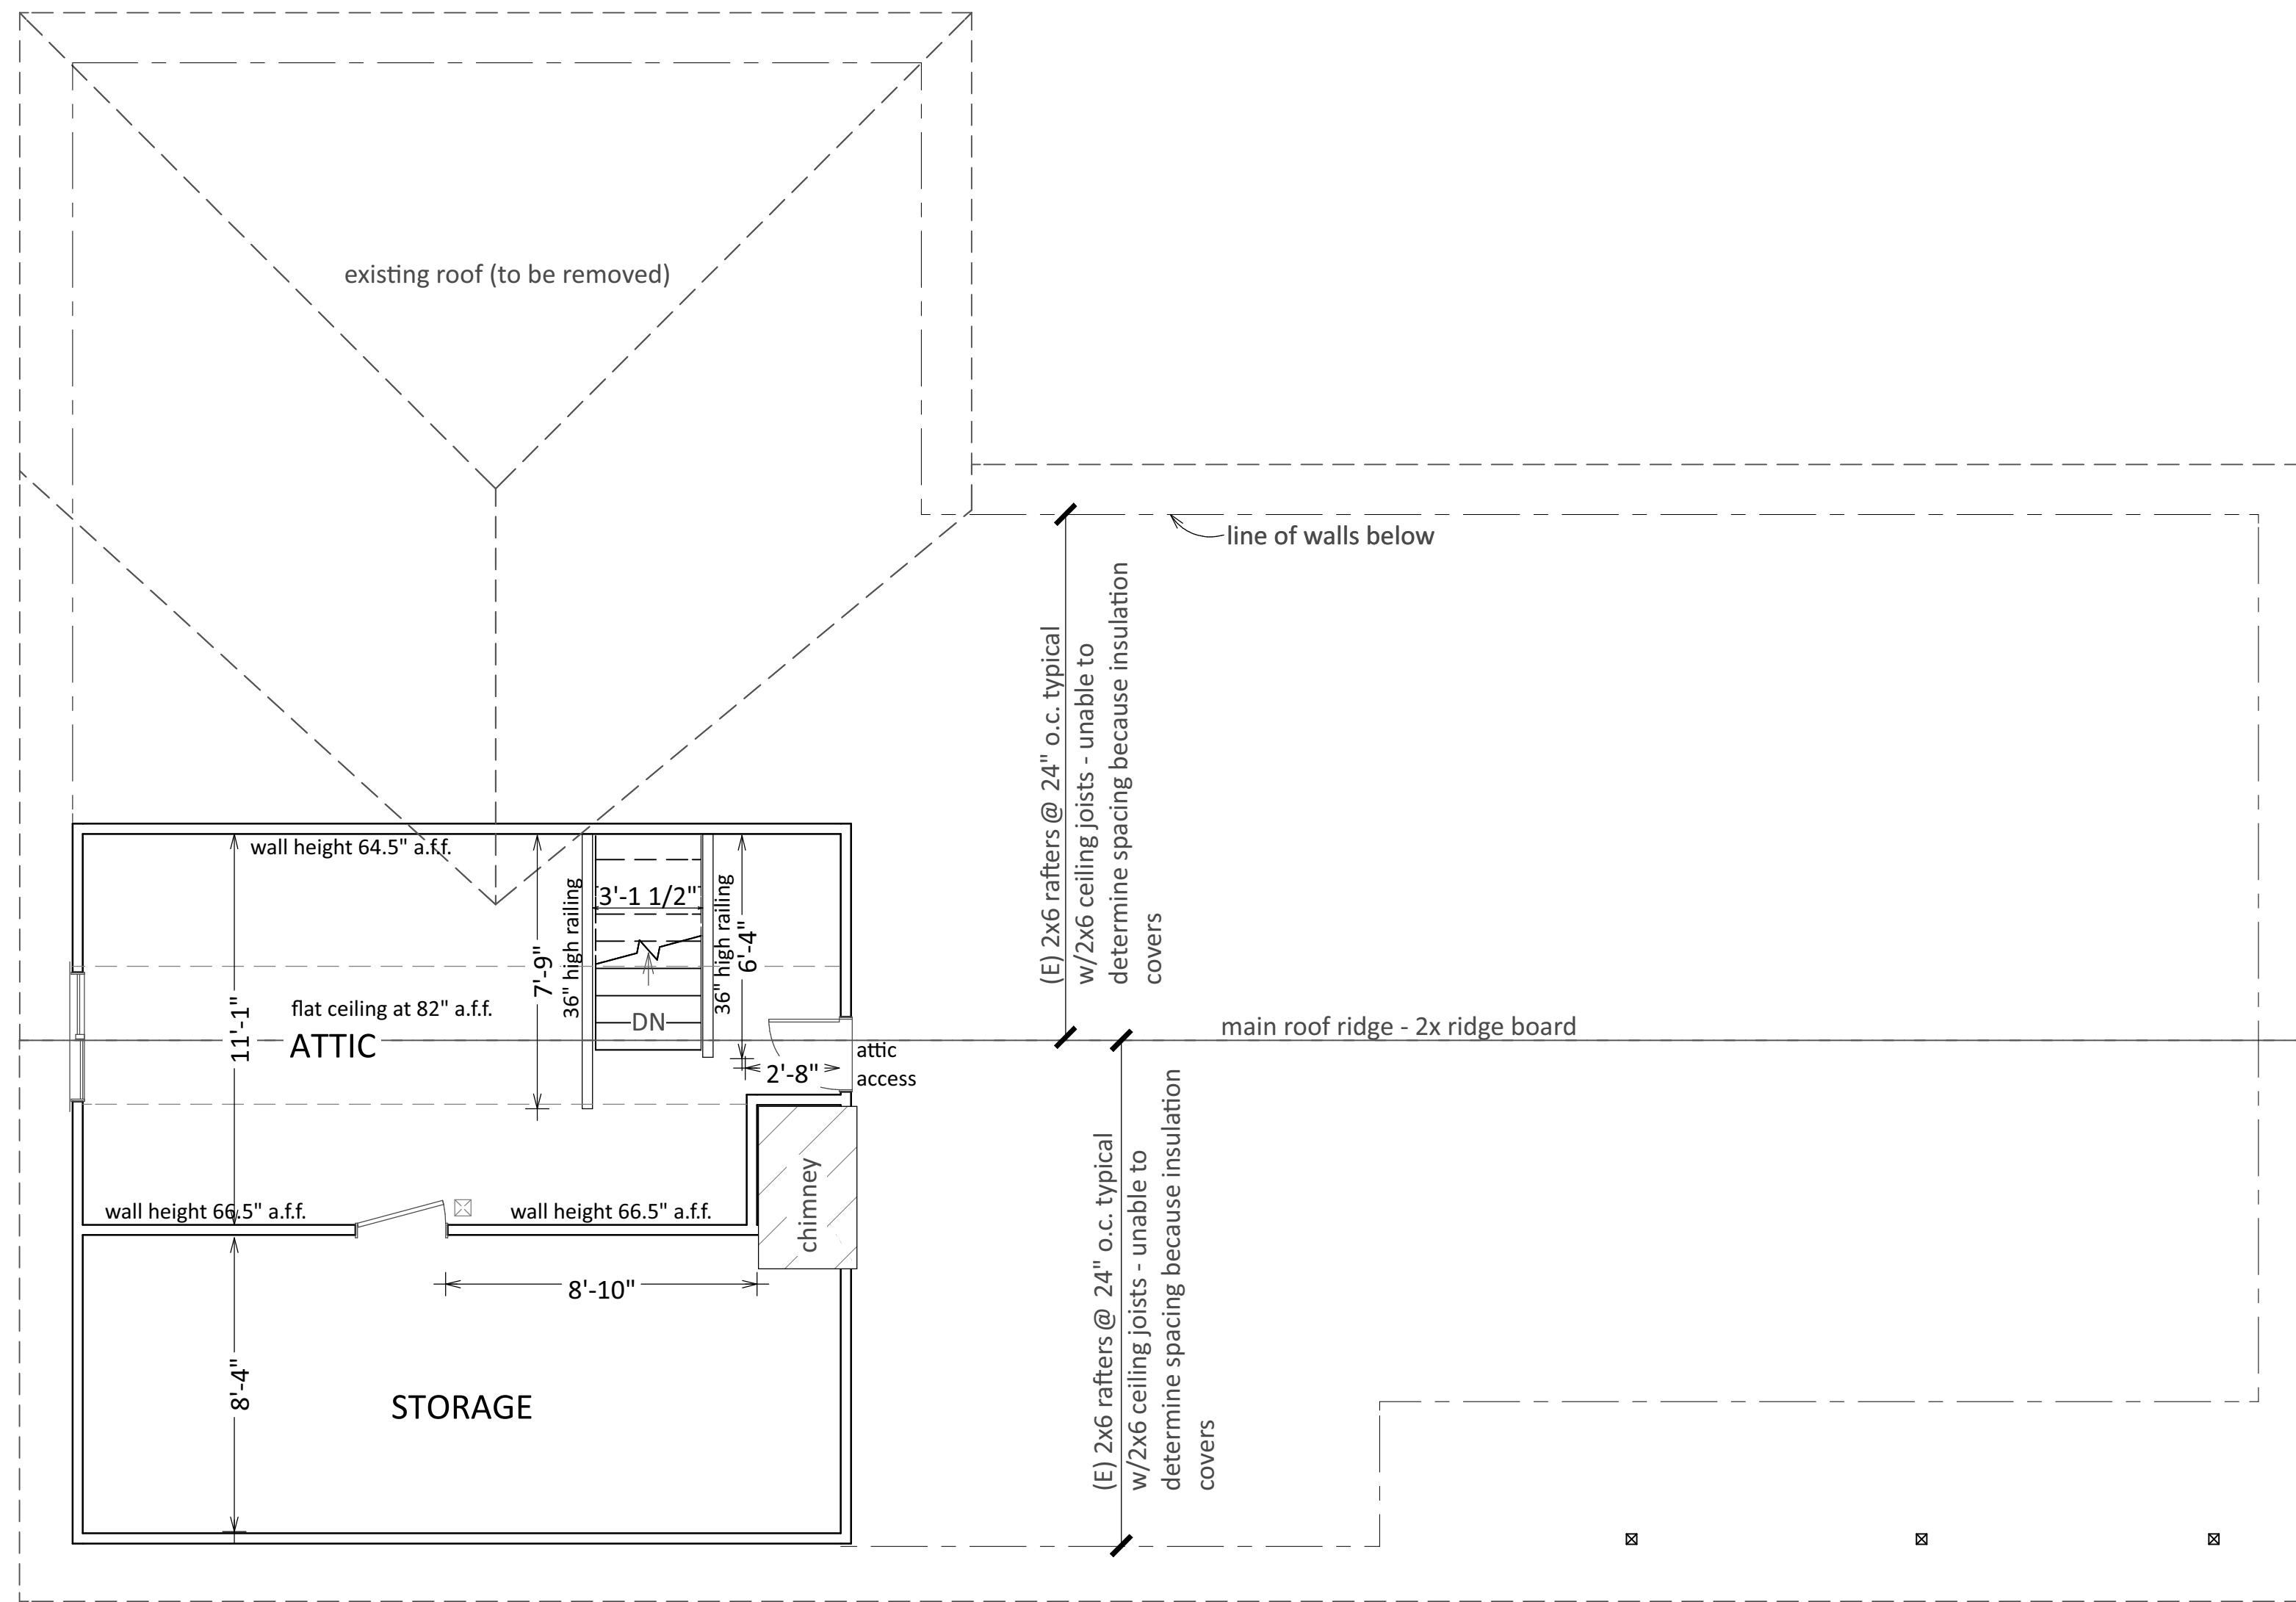 existing roof (to be removed)
line of walls below
(E) 2x6 rafters @ 24" o.c. typical
w/2x6 ceiling joists - unable to
determine spacing because insulation
covers
wall height 64.5" a.f.f.
3'-1 1/2"
36" high railing
36" high railing
7'-9"
6'-4"
11'-1"
flat ceiling at 82" a.f.f.
ATTIC
DN
main roof ridge - 2x ridge board
attic
access
2'-8"
chimney
wall height 66.5" a.f.f.
wall height 66.5" a.f.f.
8'-10"
8'-4"
STORAGE
(E) 2x6 rafters @ 24" o.c. typical
w/2x6 ceiling joists - unable to
determine spacing because insulation
covers